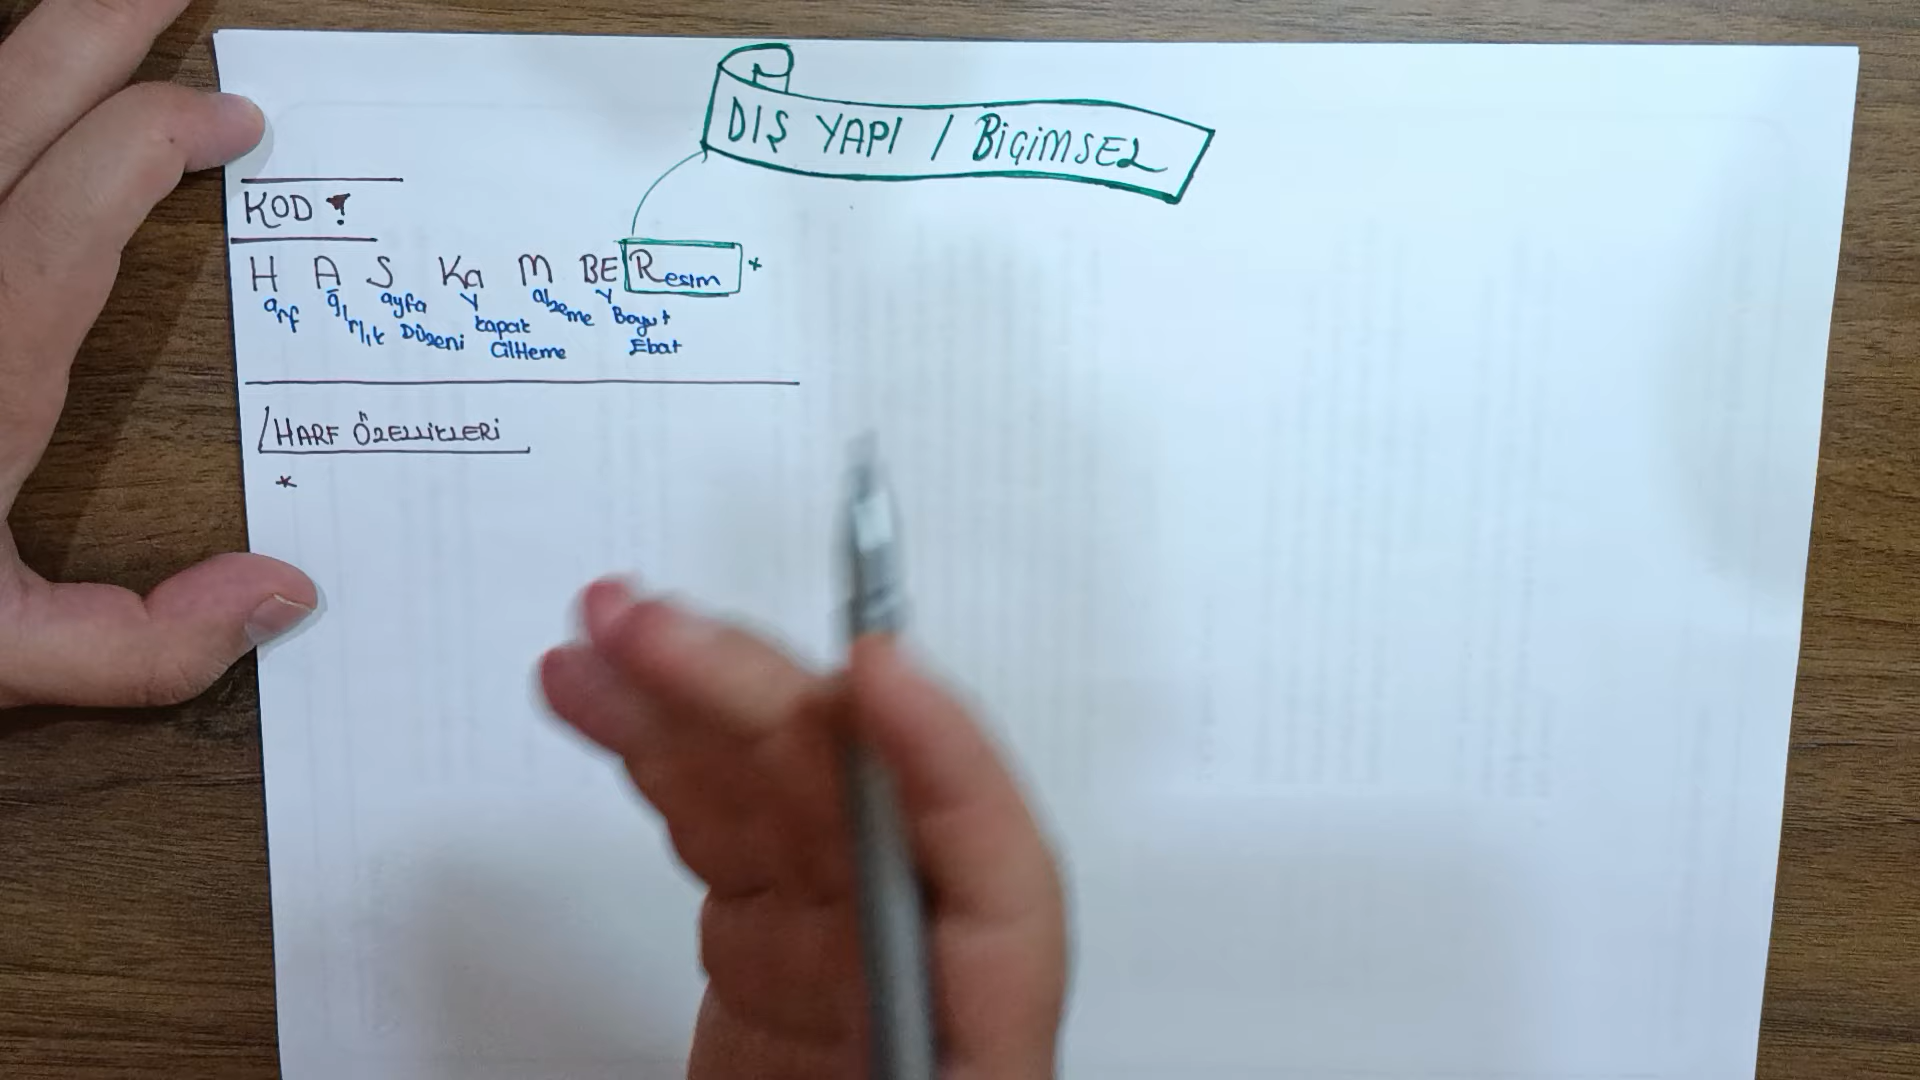 DIŞ YAPI / BİÇİMSEL
KOD !
H A S Ka M BE Resim *
arf ğırlık ayfa Düzeni Kapak Ciltleme alzeme Boyut Ebat
HARF ÖZELLİKLERİ
*